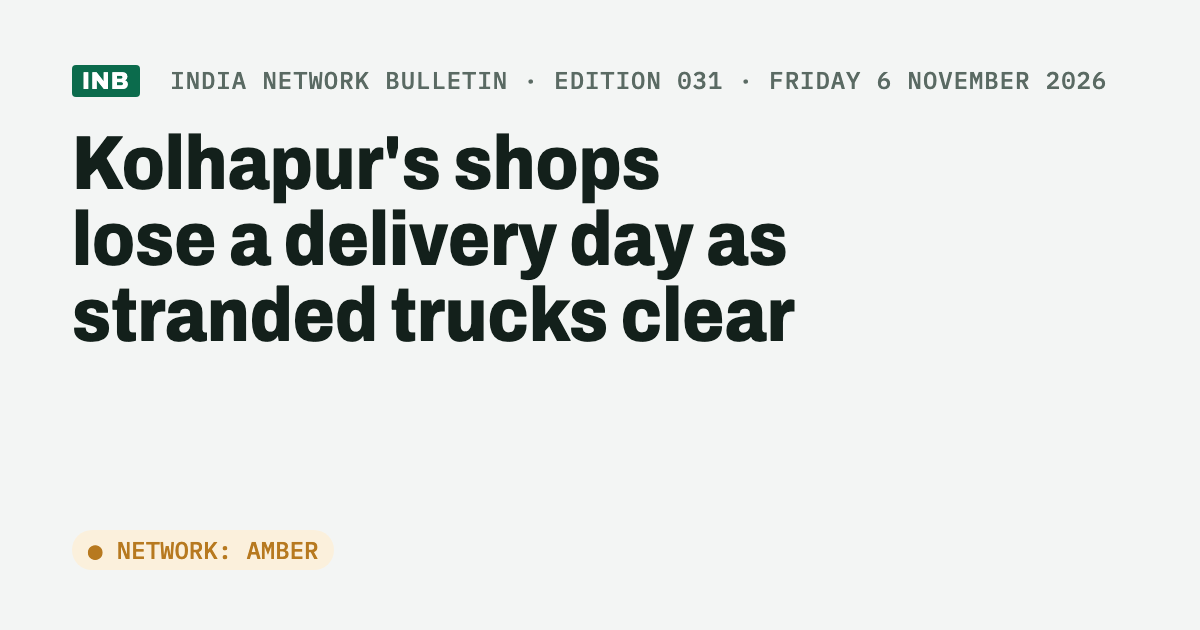 INB INDIA NETWORK BULLETIN · EDITION 031 · FRIDAY 6 NOVEMBER 2026
Kolhapur's shops
lose a delivery day as
stranded trucks clear
● NETWORK: AMBER